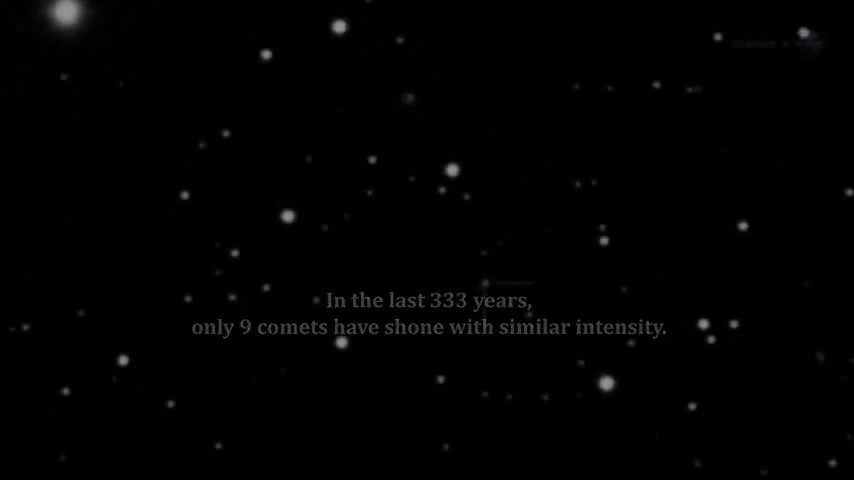 In the last 333 years,
only 9 comets have shone with similar intensity.